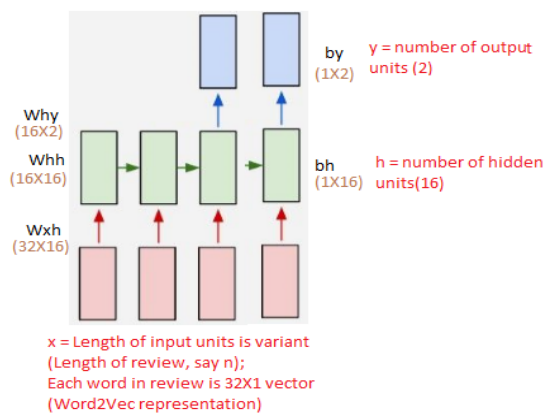 by
(1X2)
y = number of output
units (2)
Why
(16X2)
Whh
(16X16)
bh
(1X16)
h = number of hidden
units(16)
Wxh
(32X16)
x = Length of input units is variant
(Length of review, say n);
Each word in review is 32X1 vector
(Word2Vec representation)